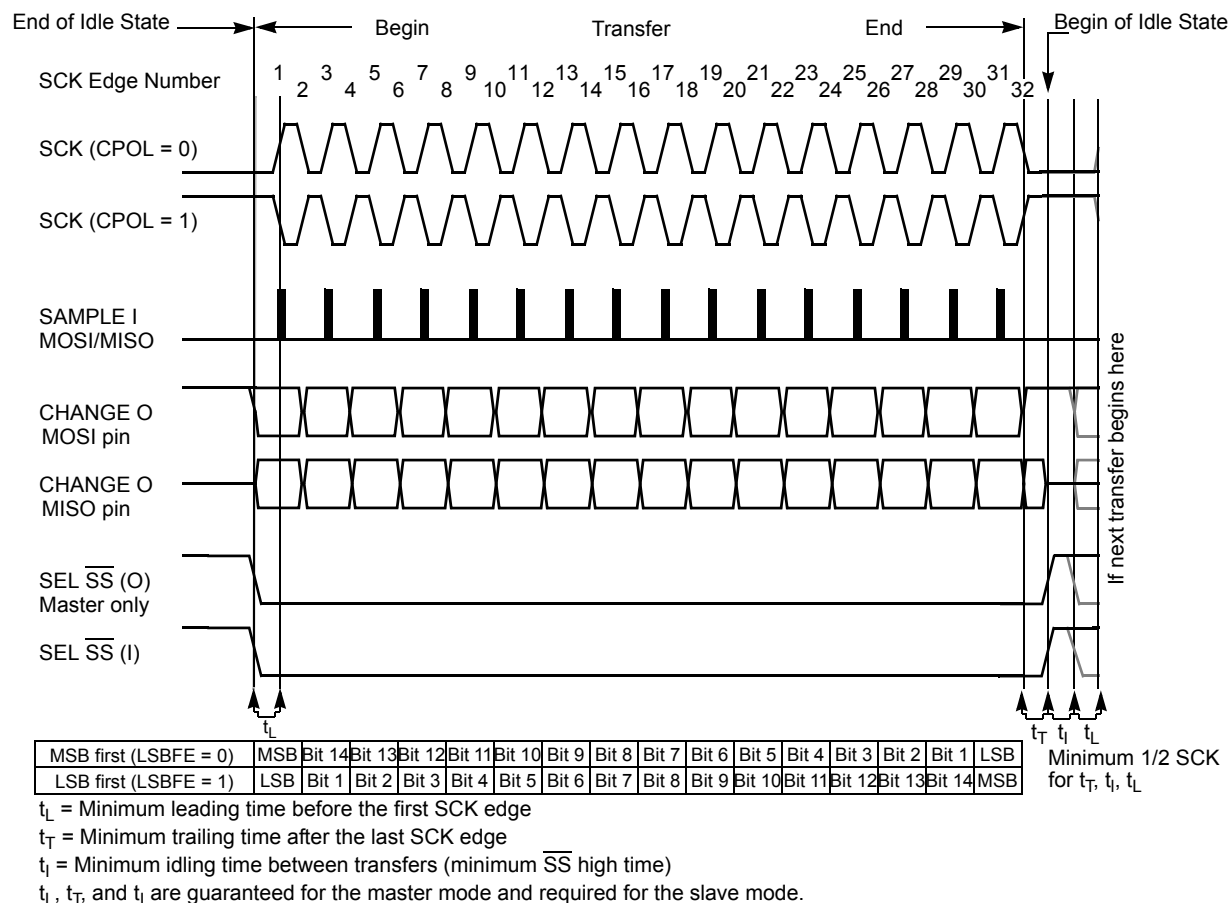 End of Idle State
Begin
Transfer
End
Begin of Idle State
SCK Edge Number
1 3 5 7 9 11 13 15 17 19 21 23 25 27 29 31
2 4 6 8 10 12 14 16 18 20 22 24 26 28 30 32
SCK (CPOL = 0)
SCK (CPOL = 1)
SAMPLE I
MOSI/MISO
CHANGE O
MOSI pin
CHANGE O
MISO pin
SEL SS (O)
Master only
SEL SS (I)
If next transfer begins here
tL
tT tI tL
MSB first (LSBFE = 0) MSB Bit 14 Bit 13 Bit 12 Bit 11 Bit 10 Bit 9 Bit 8 Bit 7 Bit 6 Bit 5 Bit 4 Bit 3 Bit 2 Bit 1 LSB
LSB first (LSBFE = 1) LSB Bit 1 Bit 2 Bit 3 Bit 4 Bit 5 Bit 6 Bit 7 Bit 8 Bit 9 Bit 10 Bit 11 Bit 12 Bit 13 Bit 14 MSB
Minimum 1/2 SCK
for tT, tI, tL
tL = Minimum leading time before the first SCK edge
tT = Minimum trailing time after the last SCK edge
tI = Minimum idling time between transfers (minimum SS high time)
tL, tT, and tI are guaranteed for the master mode and required for the slave mode.